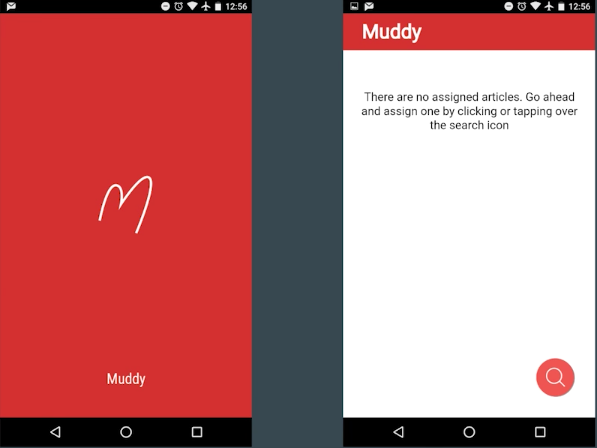 12:56
M
Muddy
12:56
Muddy
There are no assigned articles. Go ahead
and assign one by clicking or tapping over
the search icon